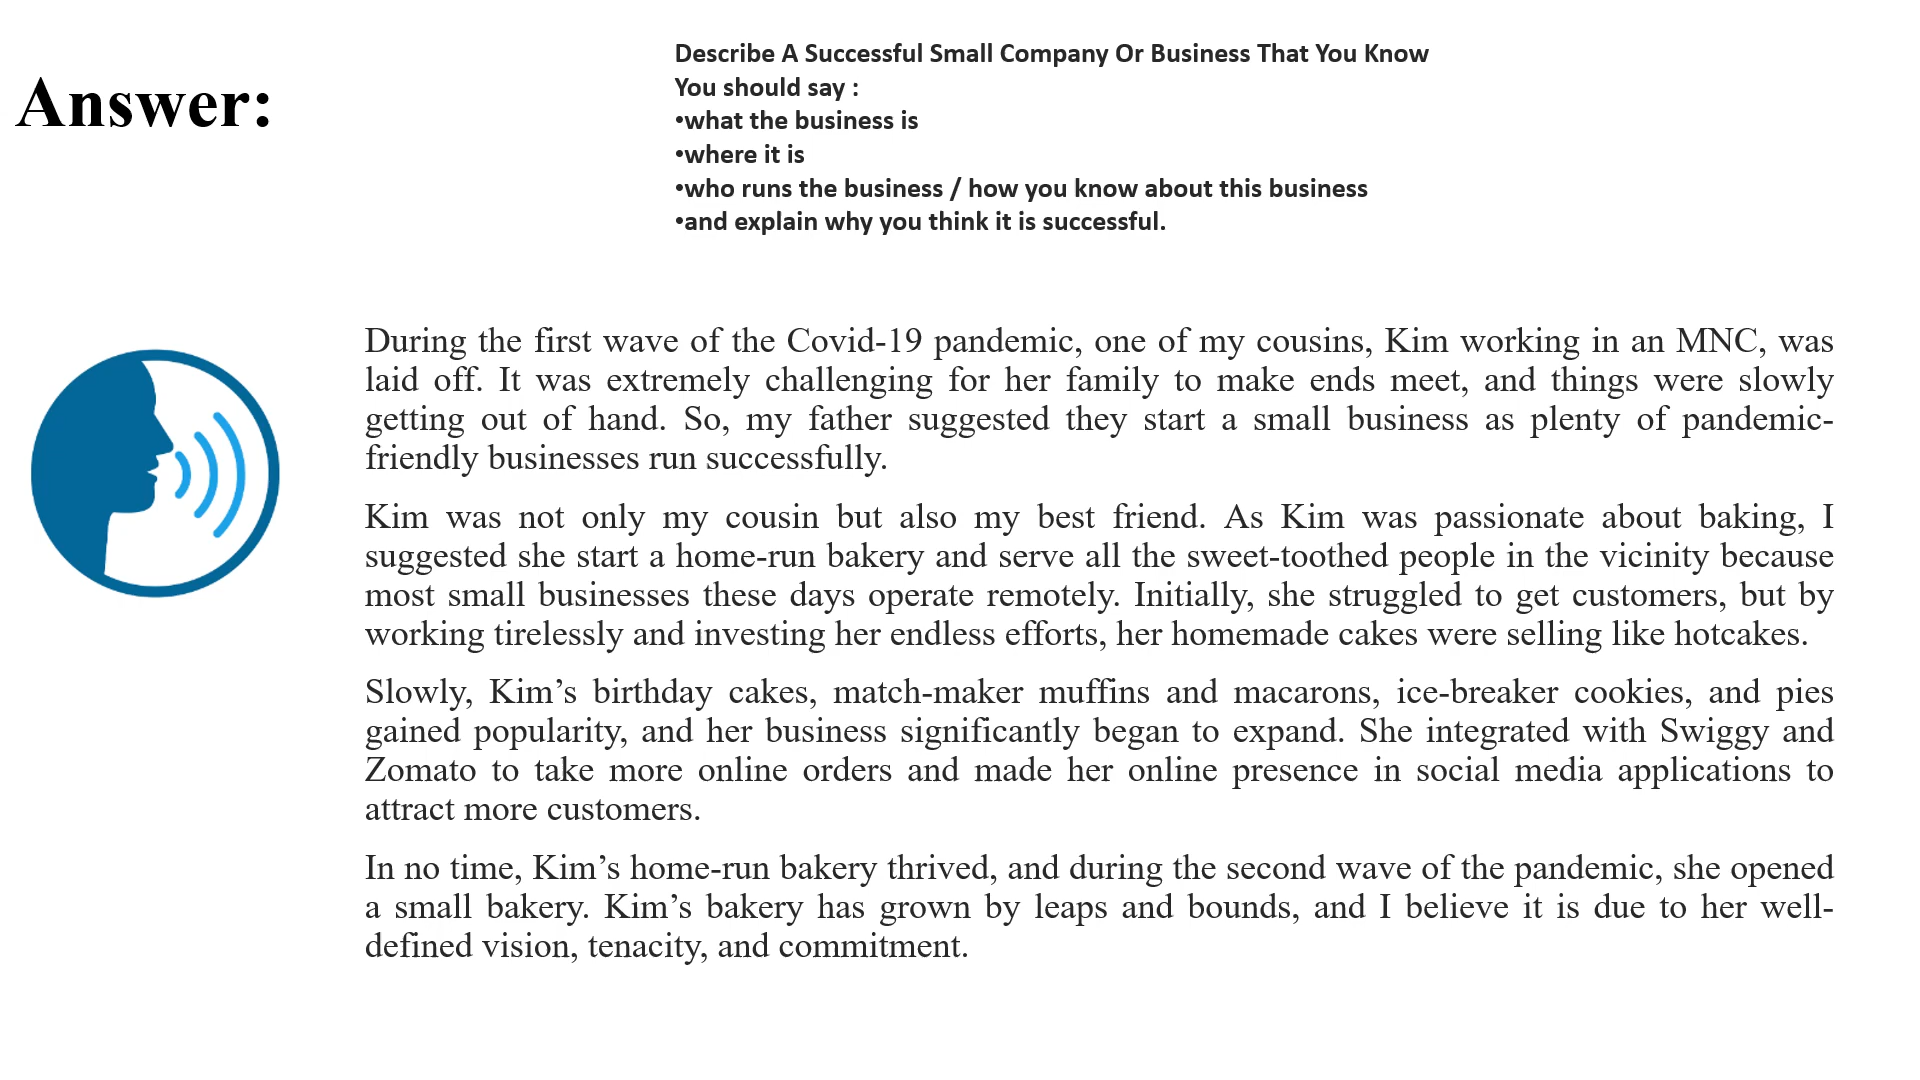 Answer:
Describe A Successful Small Company Or Business That You Know
You should say :
•what the business is
•where it is
•who runs the business / how you know about this business
•and explain why you think it is successful.
During the first wave of the Covid-19 pandemic, one of my cousins, Kim working in an MNC, was
laid off. It was extremely challenging for her family to make ends meet, and things were slowly
getting out of hand. So, my father suggested they start a small business as plenty of pandemic-
friendly businesses run successfully.
Kim was not only my cousin but also my best friend. As Kim was passionate about baking, I
suggested she start a home-run bakery and serve all the sweet-toothed people in the vicinity because
most small businesses these days operate remotely. Initially, she struggled to get customers, but by
working tirelessly and investing her endless efforts, her homemade cakes were selling like hotcakes.
Slowly, Kim’s birthday cakes, match-maker muffins and macarons, ice-breaker cookies, and pies
gained popularity, and her business significantly began to expand. She integrated with Swiggy and
Zomato to take more online orders and made her online presence in social media applications to
attract more customers.
In no time, Kim’s home-run bakery thrived, and during the second wave of the pandemic, she opened
a small bakery. Kim’s bakery has grown by leaps and bounds, and I believe it is due to her well-
defined vision, tenacity, and commitment.